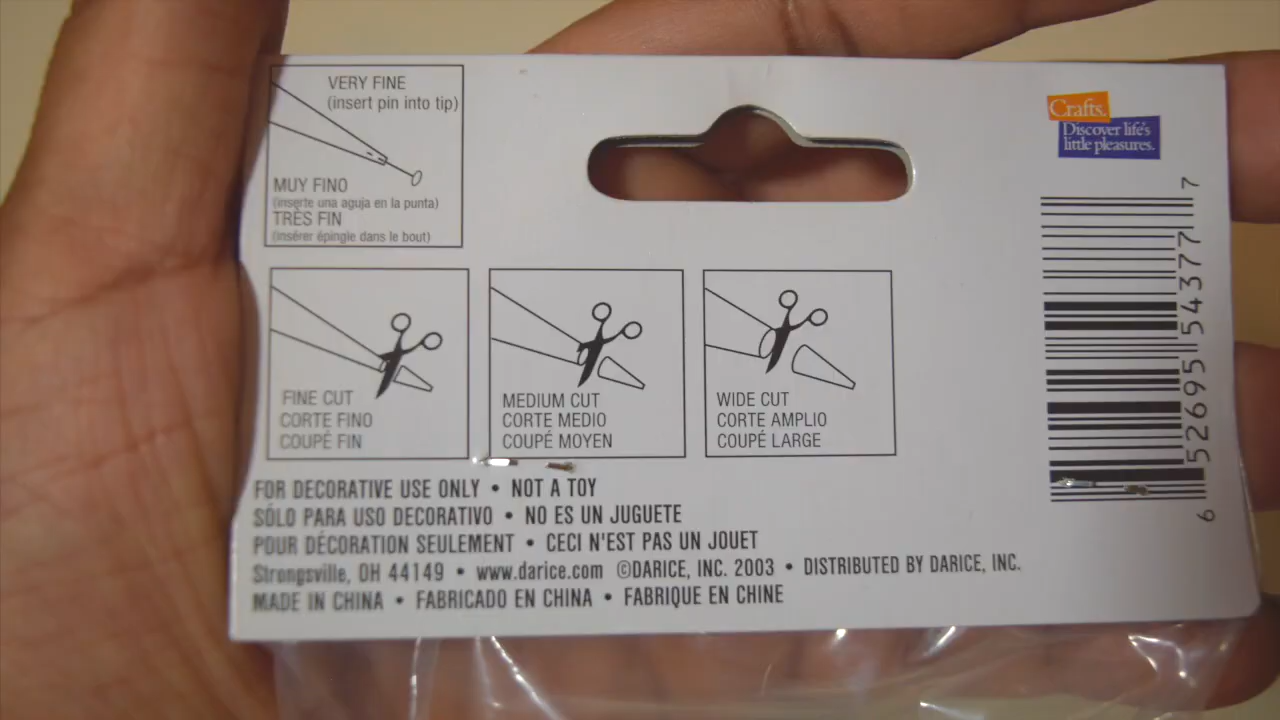 VERY FINE
(insert pin into tip)
MUY FINO
(inserte una aguja en la punta)
TRÈS FIN
(insérer épingle dans le bout)
Crafts.
Discover life's
little pleasures.
FINE CUT
CORTE FINO
COUPÉ FIN
MEDIUM CUT
CORTE MEDIO
COUPÉ MOYEN
WIDE CUT
CORTE AMPLIO
COUPÉ LARGE
6 52695 54377 7
FOR DECORATIVE USE ONLY • NOT A TOY
SÓLO PARA USO DECORATIVO • NO ES UN JUGUETE
POUR DÉCORATION SEULEMENT • CECI N'EST PAS UN JOUET
Strongsville, OH 44149 • www.darice.com ©DARICE, INC. 2003 • DISTRIBUTED BY DARICE, INC.
MADE IN CHINA • FABRICADO EN CHINA • FABRIQUE EN CHINE